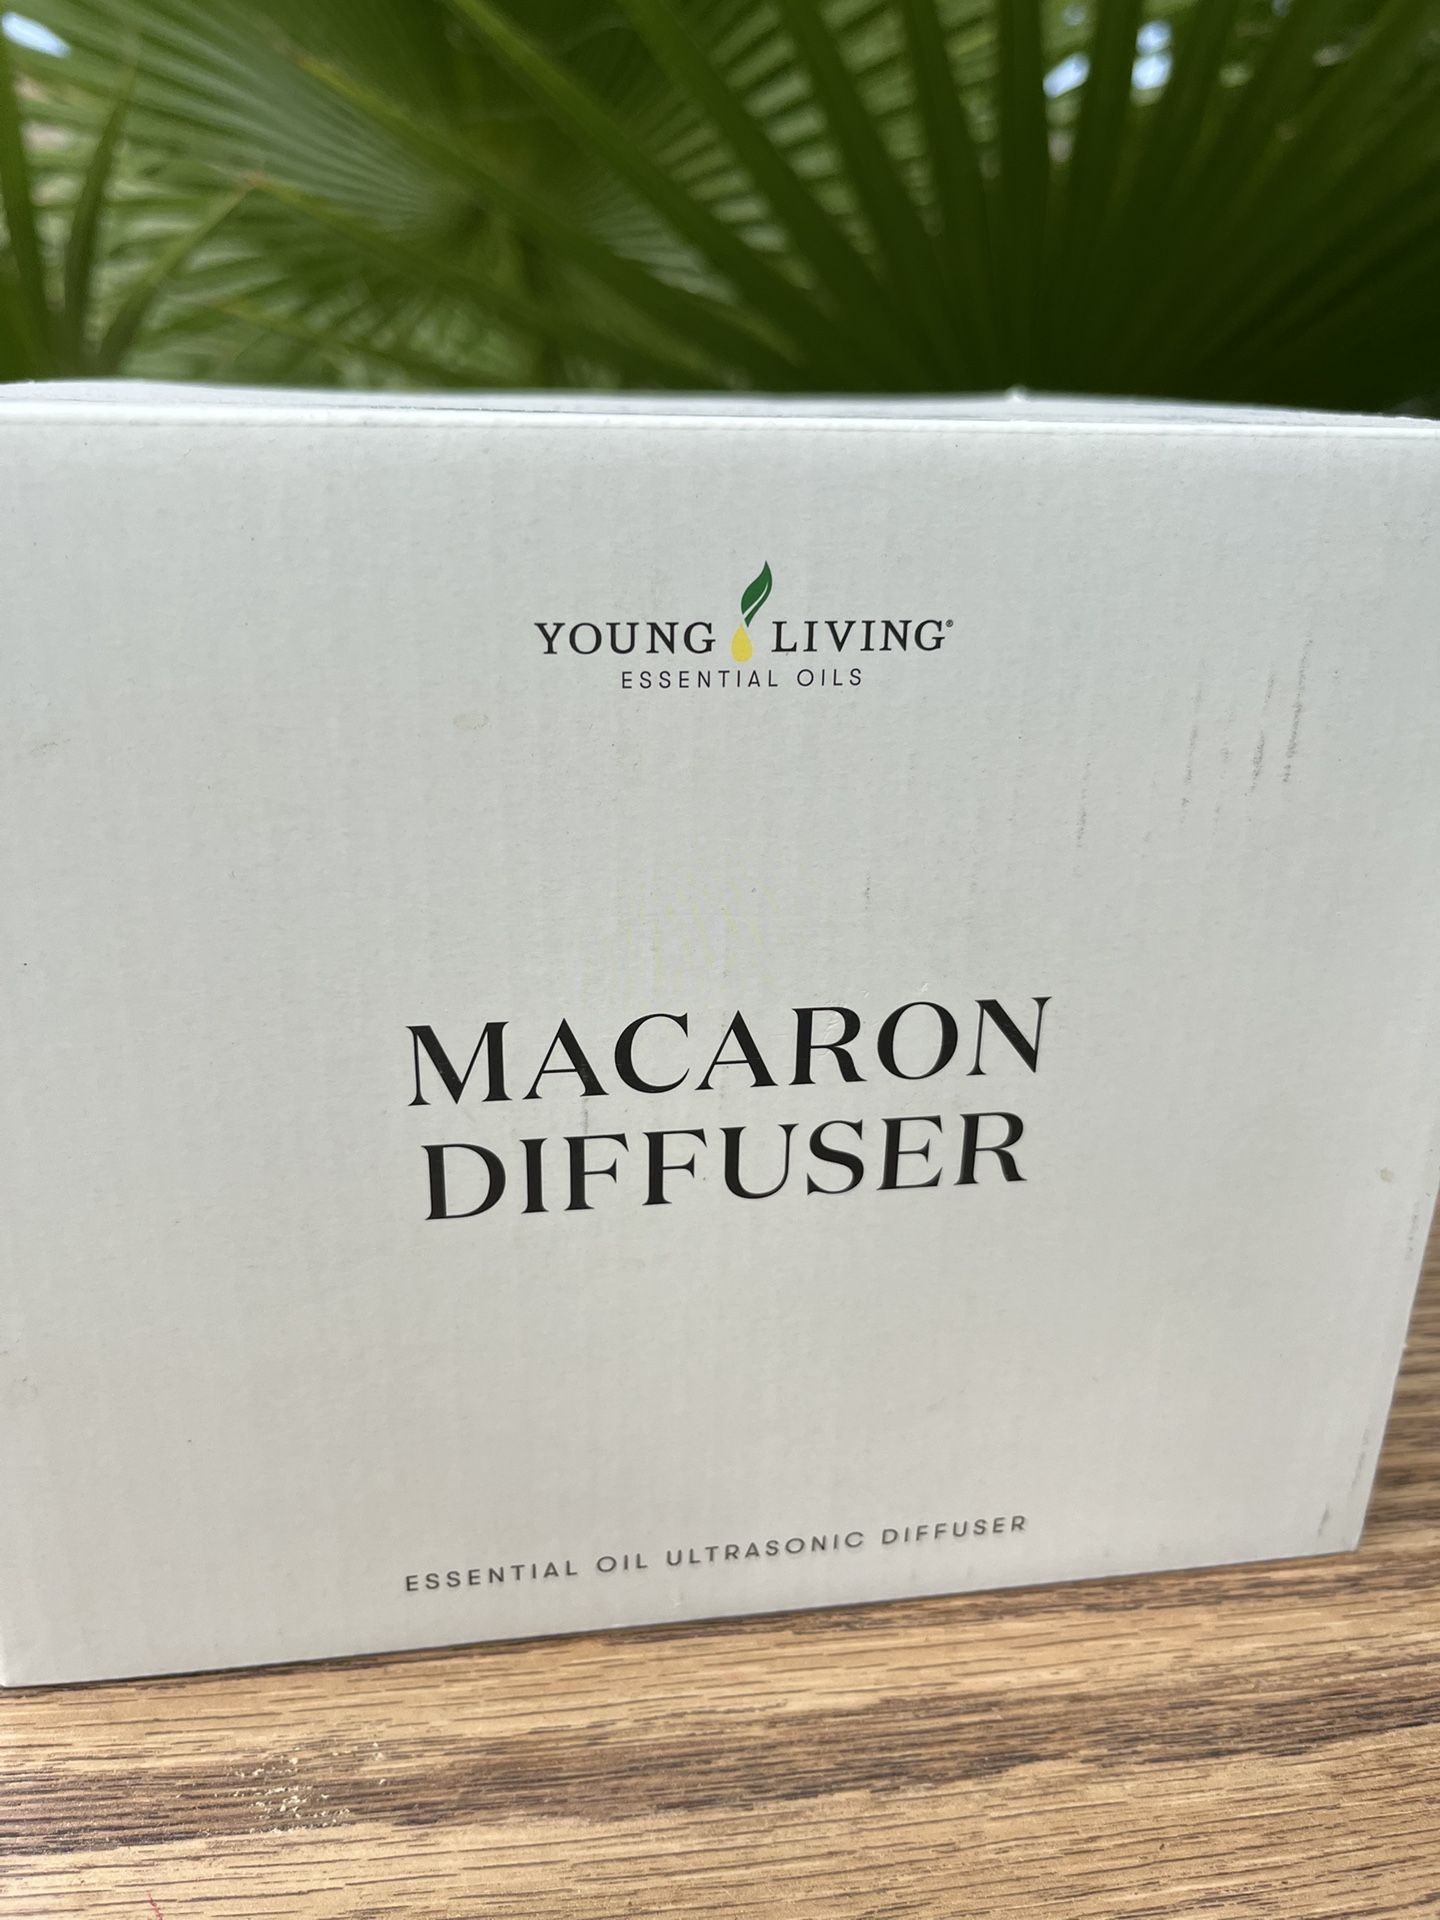 YOUNG LIVING®
ESSENTIAL OILS
MACARON
DIFFUSER
ESSENTIAL OIL ULTRASONIC DIFFUSER